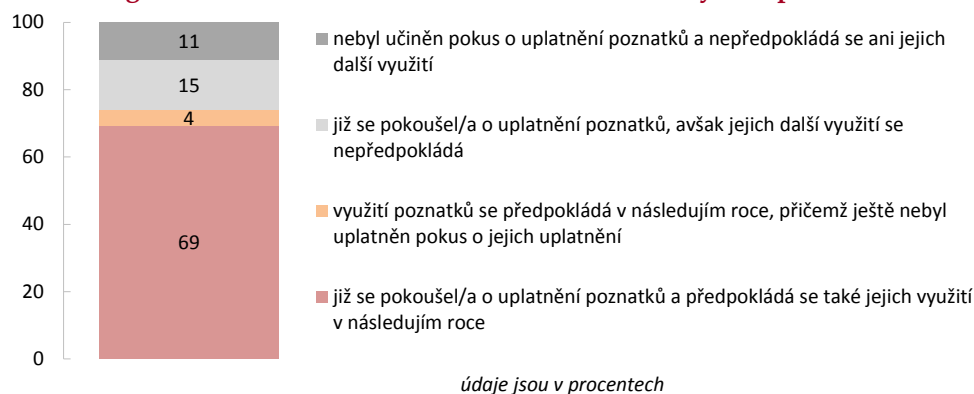 100
80
60
40
20
0
11
15
4
69
nebyl učiněn pokus o uplatnění poznatků a nepředpokládá se ani jejich
další využití
již se pokoušel/a o uplatnění poznatků, avšak jejich další využití se
nepředpokládá
využití poznatků se předpokládá v následujím roce, přičemž ještě nebyl
uplatněn pokus o jejich uplatnění
již se pokoušel/a o uplatnění poznatků a předpokládá se také jejich využití
v následujím roce
údaje jsou v procentech